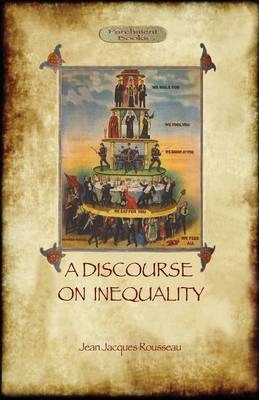 Parchment
Books
WE RULE YOU
WE FOOL YOU
WE SHOOT AT YOU
WE EAT FOR YOU
WE FEED
ALL
A DISCOURSE
ON INEQUALITY
Jean Jacques Rousseau